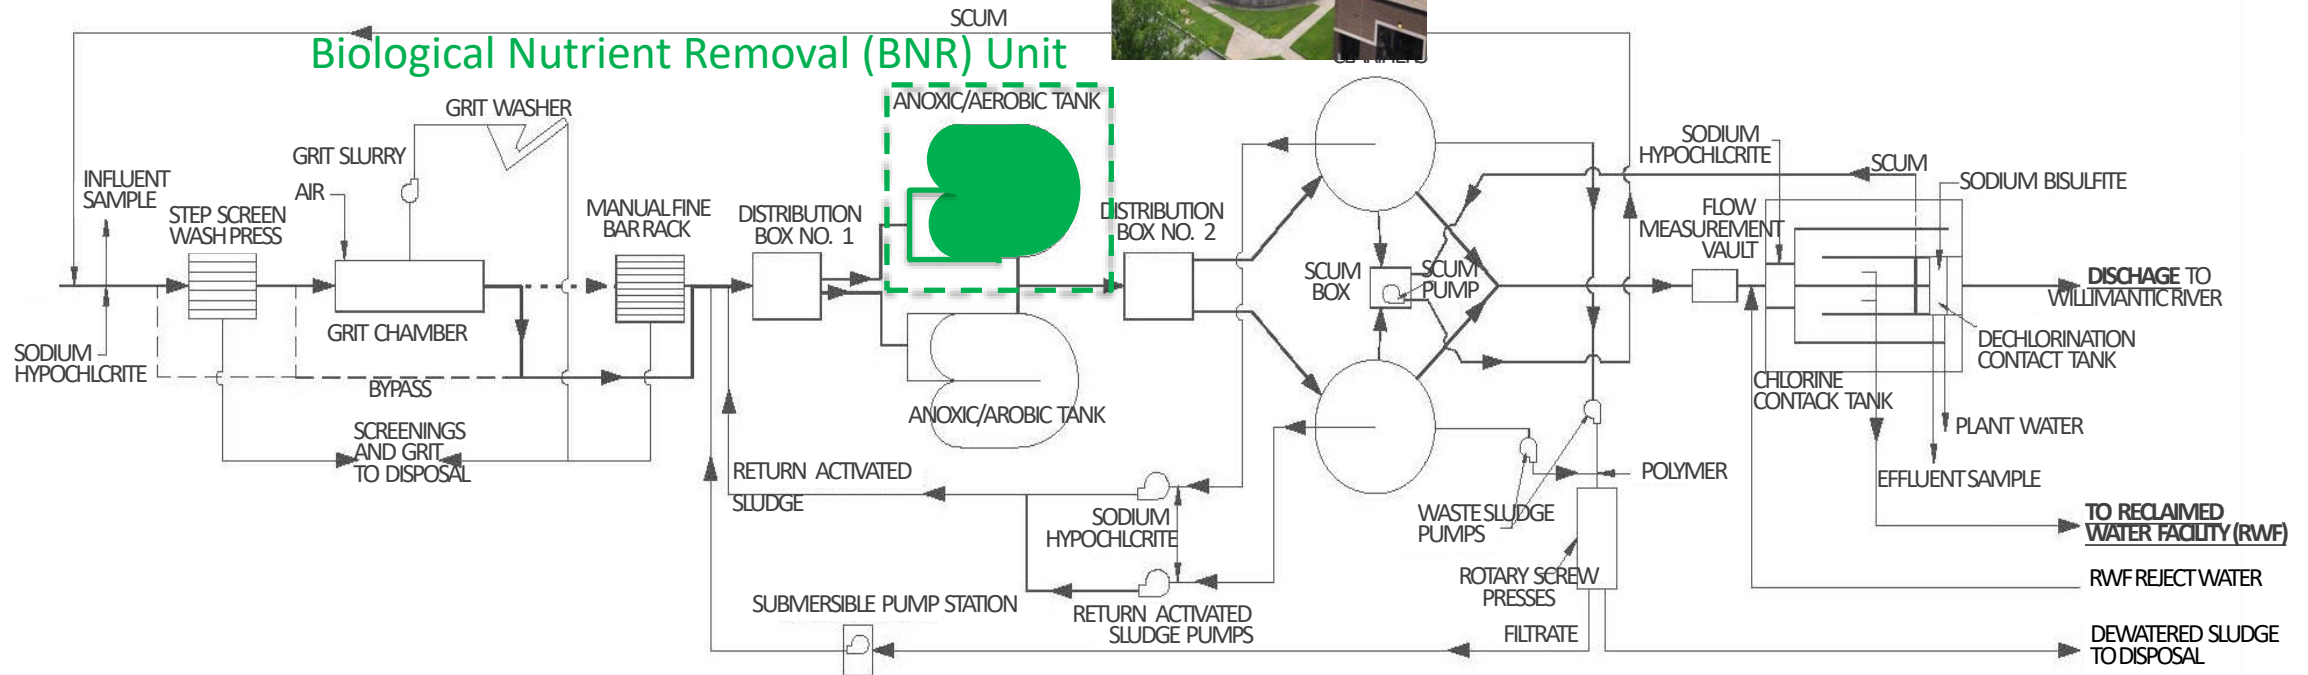 SCUM
Biological Nutrient Removal (BNR) Unit
ANOXIC/AEROBIC TANK
GRIT WASHER
GRIT SLURRY
AIR
INFLUENT
SAMPLE
STEP SCREEN
WASH PRESS
MANUAL FINE
BAR RACK
DISTRIBUTION
BOX NO. 1
DISTRIBUTION
BOX NO. 2
SODIUM
HYPOCHLCRITE
SCUM
SODIUM BISULFITE
FLOW
MEASUREMENT
VAULT
SCUM
BOX
SCUM
PUMP
DISCHAGE TO
WILLIMANTIC RIVER
GRIT CHAMBER
SODIUM
HYPOCHLCRITE
BYPASS
ANOXIC/AROBIC TANK
DECHLORINATION
CONTACT TANK
CHLORINE
CONTACK TANK
PLANT WATER
SCREENINGS
AND GRIT
TO DISPOSAL
RETURN ACTIVATED
SLUDGE
POLYMER
EFFLUENT SAMPLE
SODIUM
HYPOCHLCRITE
WASTE SLUDGE
PUMPS
TO RECLAIMED
WATER FACILITY (RWF)
ROTARY SCREW
PRESSES
RWF REJECT WATER
SUBMERSIBLE PUMP STATION
RETURN ACTIVATED
SLUDGE PUMPS
FILTRATE
DEWATERED SLUDGE
TO DISPOSAL